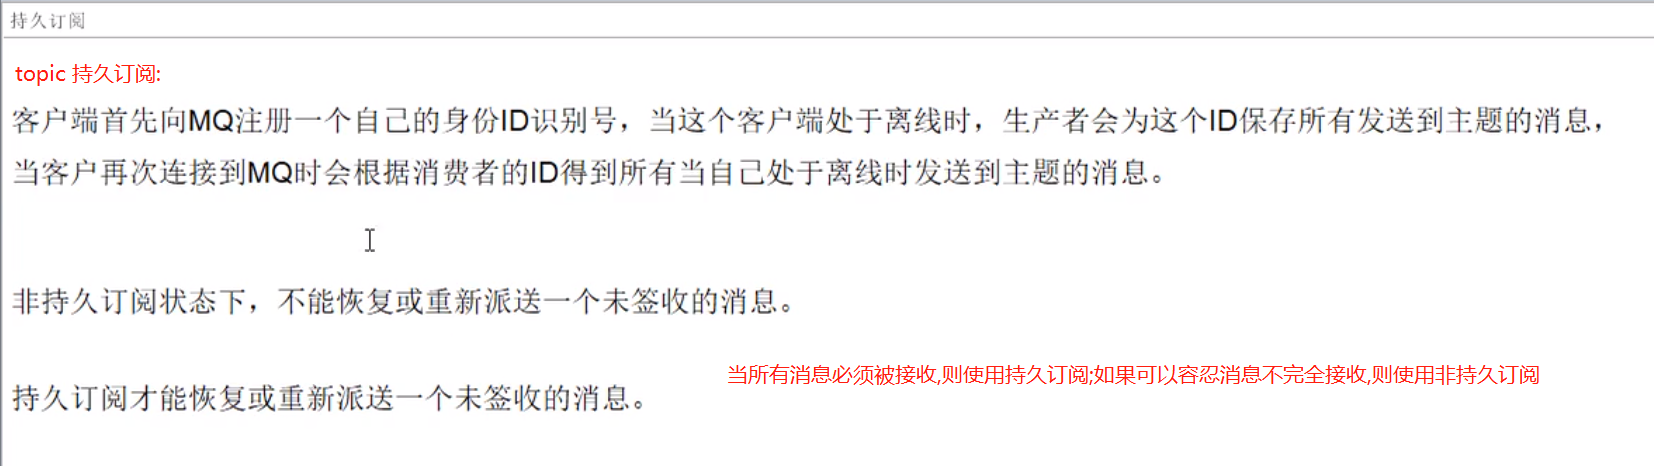 持久订阅
topic 持久订阅:
客户端首先向MQ注册一个自己的身份ID识别号，当这个客户端处于离线时，生产者会为这个ID保存所有发送到主题的消息，
当客户再次连接到MQ时会根据消费者的ID得到所有当自己处于离线时发送到主题的消息。
非持久订阅状态下，不能恢复或重新派送一个未签收的消息。
当所有消息必须被接收,则使用持久订阅;如果可以容忍消息不完全接收,则使用非持久订阅
持久订阅才能恢复或重新派送一个未签收的消息。